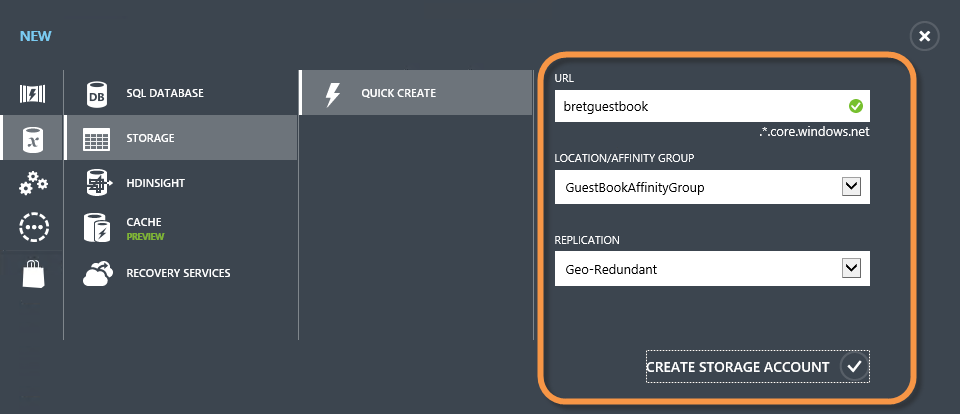 NEW
DB
SQL DATABASE
x
STORAGE
HDINSIGHT
CACHE
PREVIEW
RECOVERY SERVICES
QUICK CREATE
URL
bretguestbook
.*.core.windows.net
LOCATION/AFFINITY GROUP
GuestBookAffinityGroup
REPLICATION
Geo-Redundant
CREATE STORAGE ACCOUNT